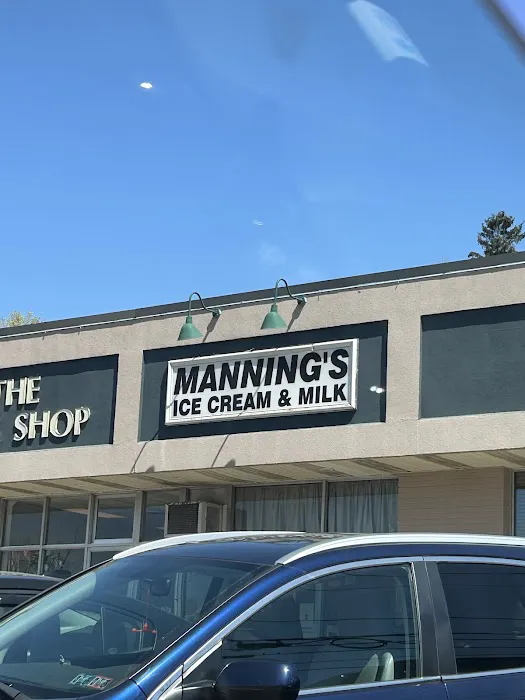 THE
SHOP
MANNING'S
ICE CREAM & MILK